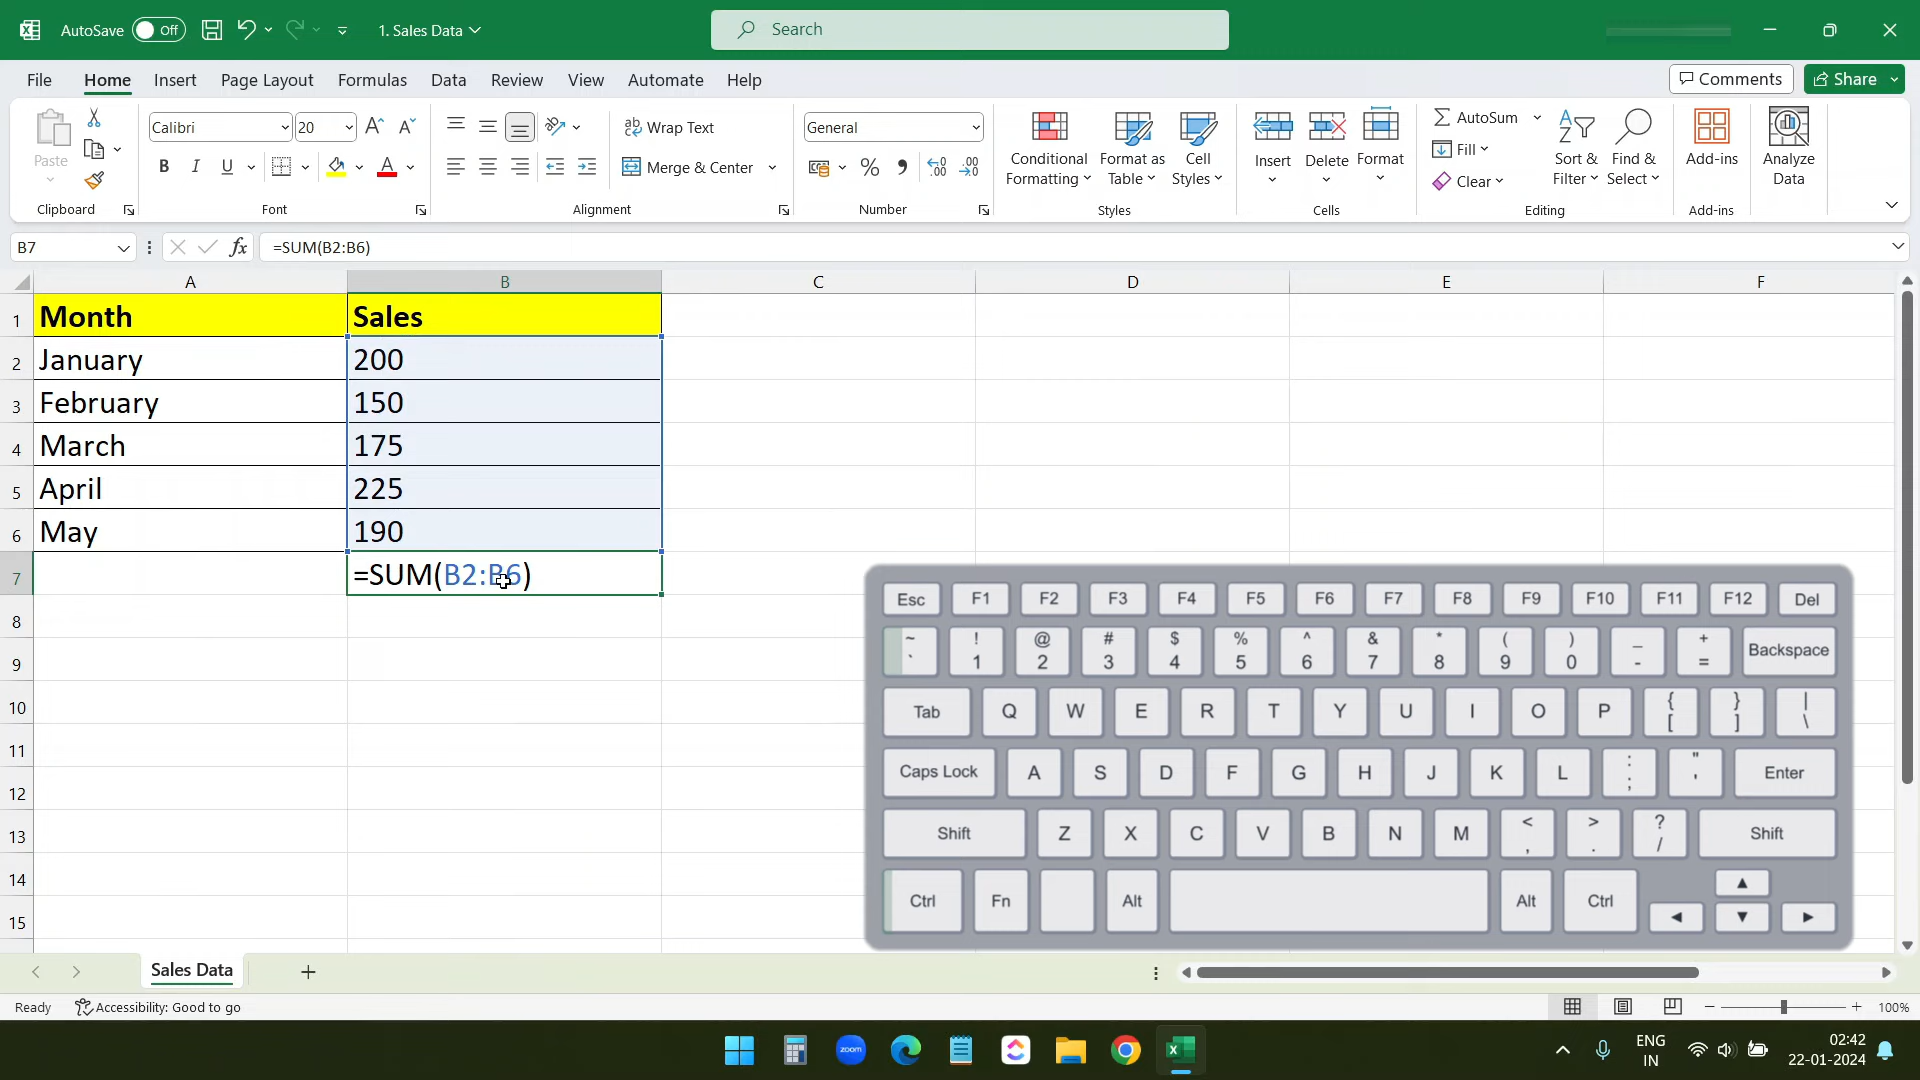 AutoSave Off 1. Sales Data Search
File Home Insert Page Layout Formulas Data Review View Automate Help Comments Share
Paste
Clipboard
Calibri 20
B I U A
Font
ab Wrap Text
Merge & Center
Alignment
General
% , .00
Number
Conditional Formatting
Format as Table
Cell Styles
Styles
Insert Delete Format
Cells
AutoSum
Fill
Clear
Sort & Filter
Find & Select
Editing
Add-ins
Add-ins
Analyze Data
B7 fx =SUM(B2:B6)
A B C D E F
1 Month Sales
2 January 200
3 February 150
4 March 175
5 April 225
6 May 190
7 =SUM(B2:B6)
8
9
10
11
12
13
14
15
Esc F1 F2 F3 F4 F5 F6 F7 F8 F9 F10 F11 F12 Del
~ ! @ # $ % ^ & * ( ) _ +
` 1 2 3 4 5 6 7 8 9 0 - = Backspace
Tab Q W E R T Y U I O P { [ } ] | \
Caps Lock A S D F G H J K L : ; " ' Enter
Shift Z X C V B N M < , > . ? / Shift
Ctrl Fn Alt Alt Ctrl
Sales Data
Ready Accessibility: Good to go 100%
zoom
ENG
IN
02:42
22-01-2024